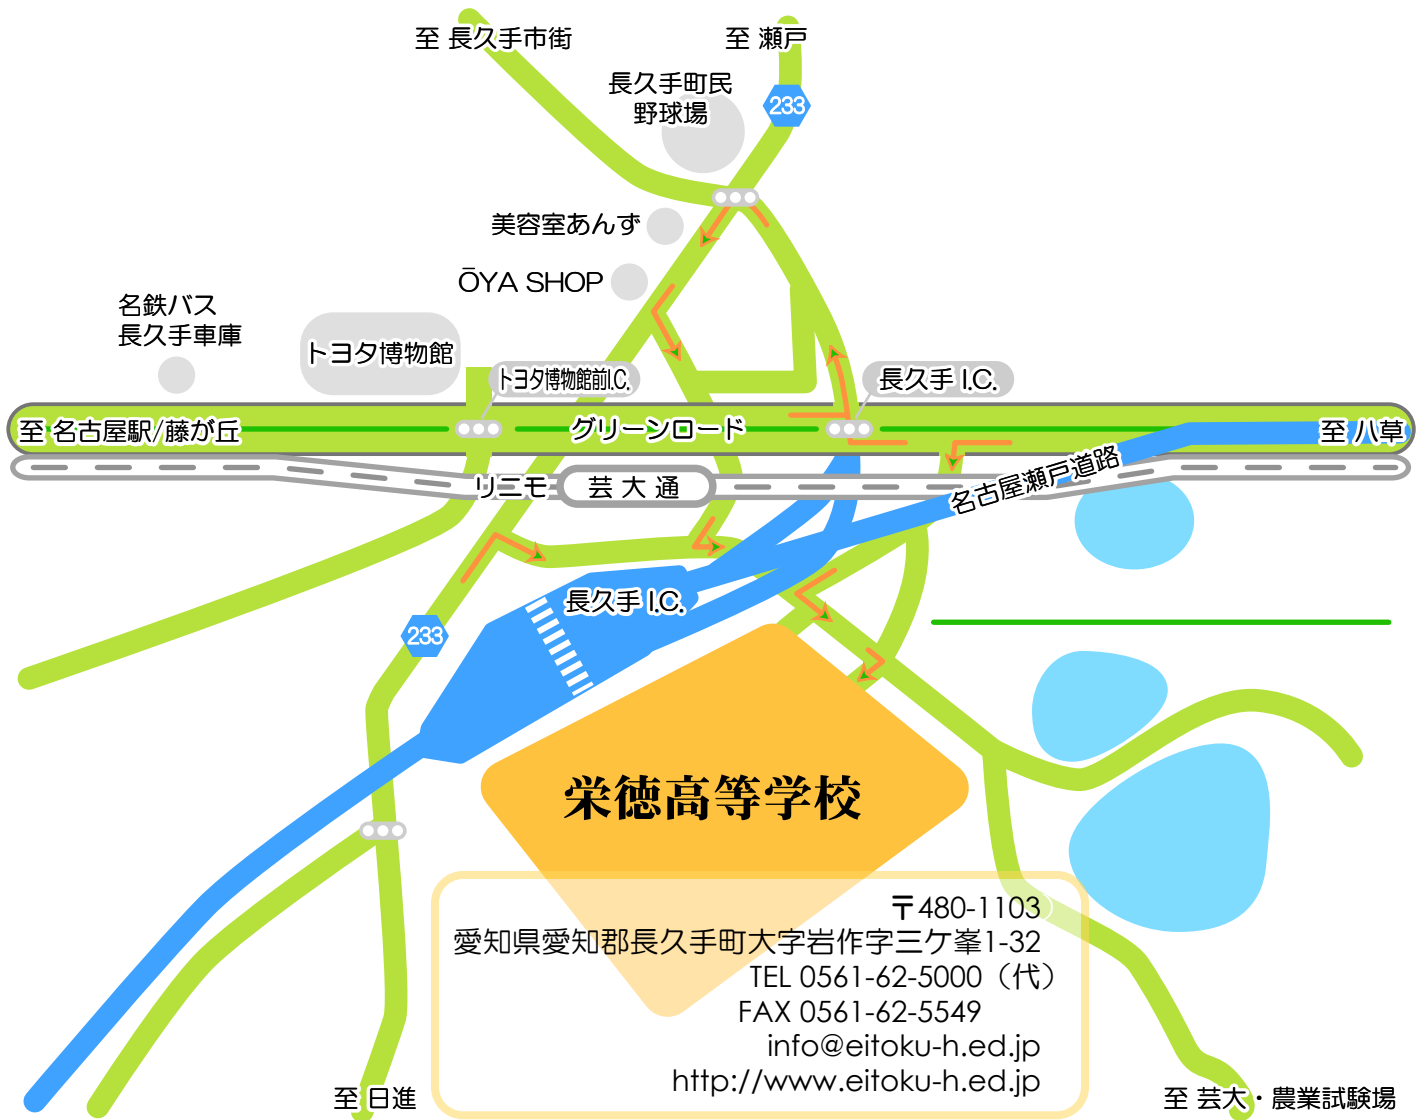 至 長久手市街
至 瀬戸
長久手町民
野球場
233
美容室あんず
ŌYA SHOP
名鉄バス
長久手車庫
トヨタ博物館
トヨタ博物館前I.C.
長久手 I.C.
至 名古屋駅/藤が丘
グリーンロード
至 八草
リニモ
芸大通
名古屋瀬戸道路
長久手 I.C.
233
栄徳高等学校
〒480-1103
愛知県愛知郡長久手町大字岩作字三ケ峯1-32
TEL 0561-62-5000（代）
FAX 0561-62-5549
info@eitoku-h.ed.jp
http://www.eitoku-h.ed.jp
至 日進
至 芸大・農業試験場